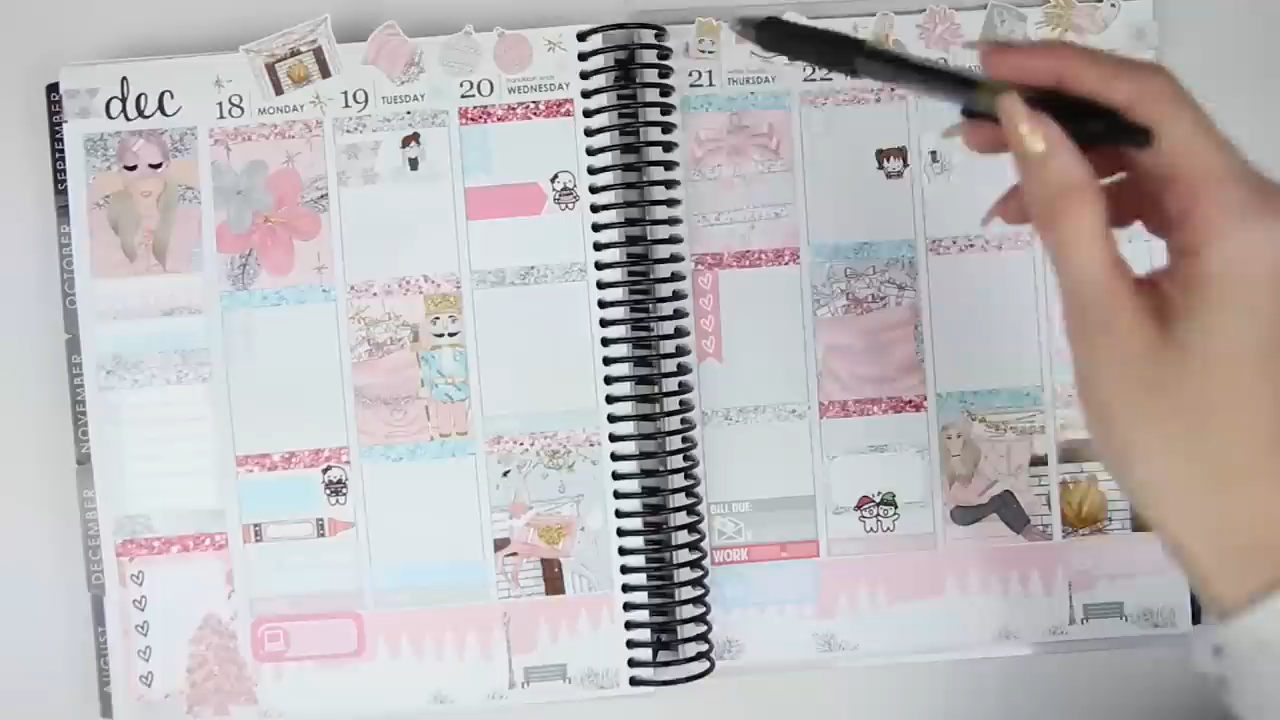 dec
18 MONDAY
19 TUESDAY
20 WEDNESDAY
21 THURSDAY
22
SEPTEMBER
OCTOBER
NOVEMBER
DECEMBER
AUGUST
BILL DUE:
WORK